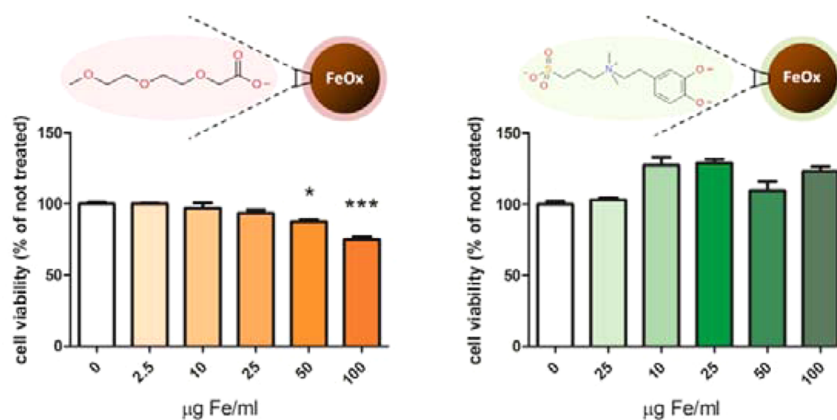 O
O
O
O
O−
FeOx
O
S
−O
O
N+
O−
O−
FeOx
cell viability (% of not treated)
150
100
50
0
*
***
0
2.5
10
25
50
100
µg Fe/ml
cell viability (% of not treated)
150
100
50
0
0
25
10
25
50
100
µg Fe/ml